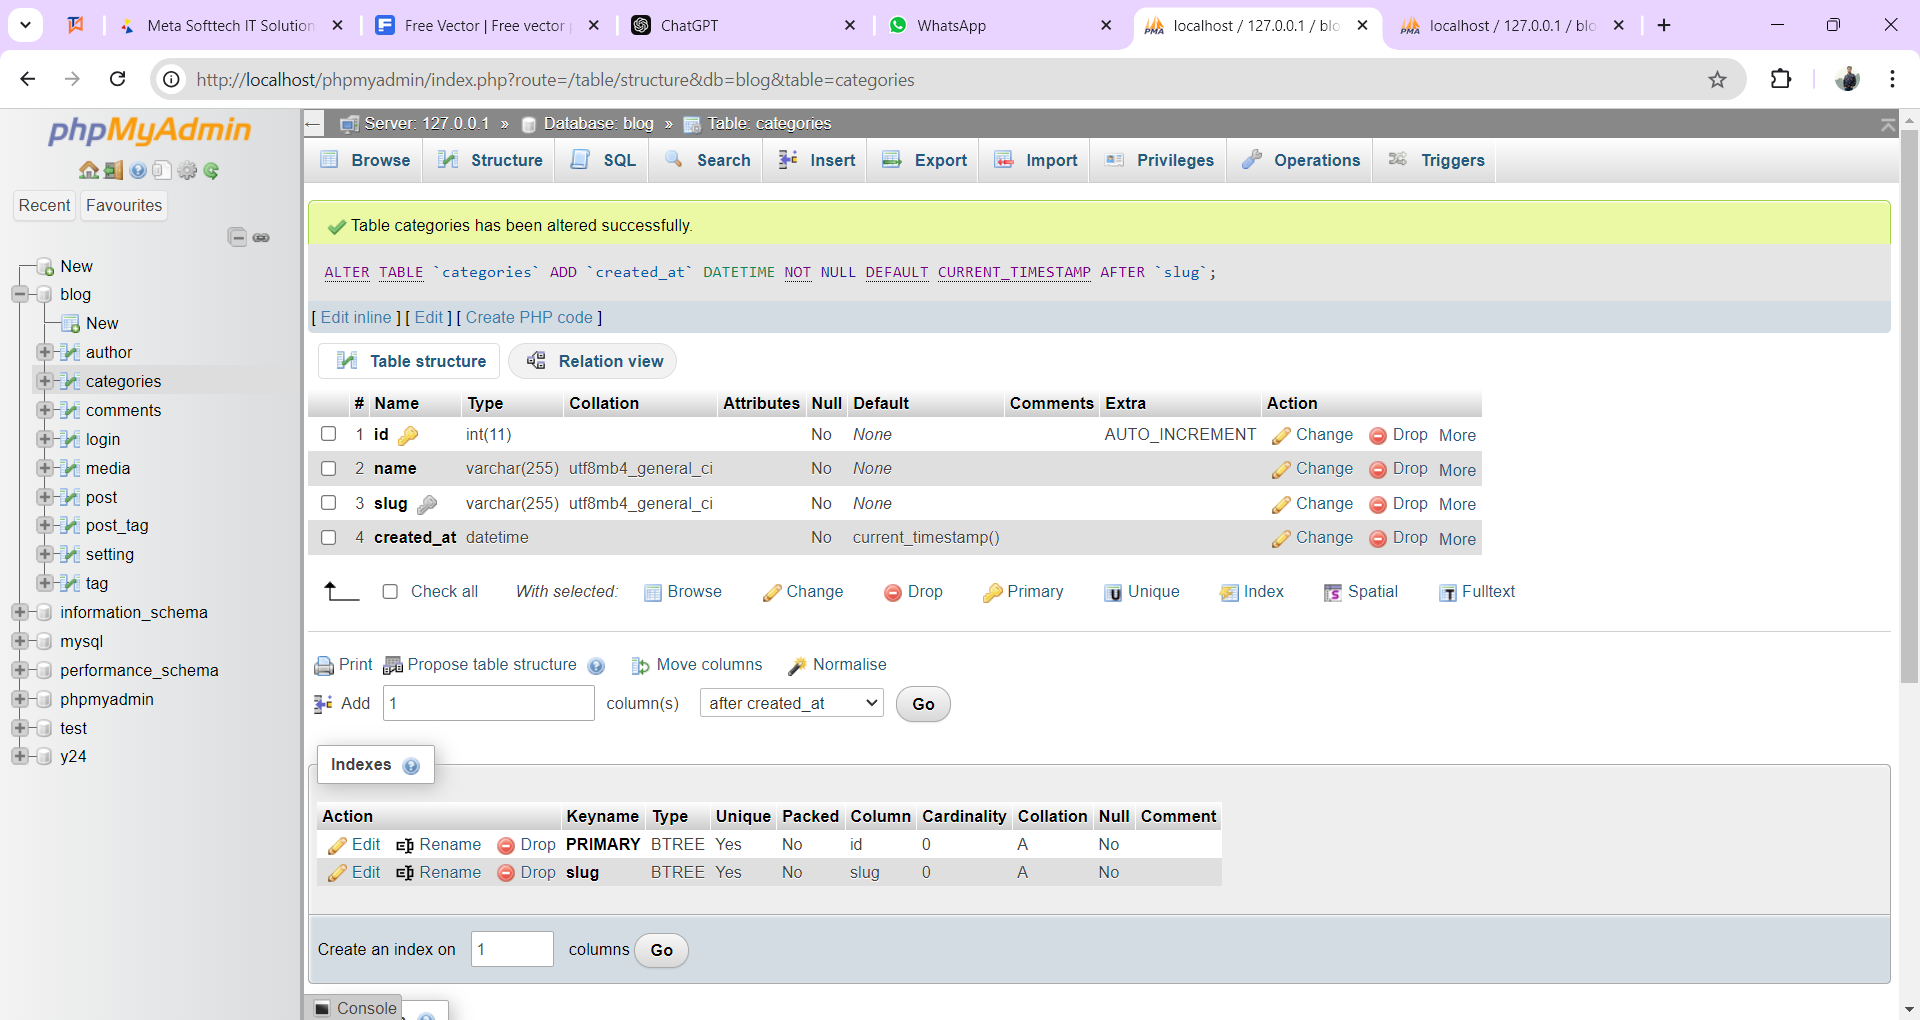 Meta Softtech IT Solution
Free Vector | Free vector
ChatGPT
WhatsApp
localhost / 127.0.0.1 / blo
localhost / 127.0.0.1 / blo
http://localhost/phpmyadmin/index.php?route=/table/structure&db=blog&table=categories
phpMyAdmin
Recent Favourites
New
blog
New
author
categories
comments
login
media
post
post_tag
setting
tag
information_schema
mysql
performance_schema
phpmyadmin
test
y24
Server: 127.0.0.1 » Database: blog » Table: categories
Browse Structure SQL Search Insert Export Import Privileges Operations Triggers
Table categories has been altered successfully.
ALTER TABLE `categories` ADD `created_at` DATETIME NOT NULL DEFAULT CURRENT_TIMESTAMP AFTER `slug`;
[ Edit inline ] [ Edit ] [ Create PHP code ]
Table structure Relation view
# Name Type Collation Attributes Null Default Comments Extra Action
1 id int(11) No None AUTO_INCREMENT Change Drop More
2 name varchar(255) utf8mb4_general_ci No None Change Drop More
3 slug varchar(255) utf8mb4_general_ci No None Change Drop More
4 created_at datetime No current_timestamp() Change Drop More
Check all With selected: Browse Change Drop Primary Unique Index Spatial Fulltext
Print Propose table structure Move columns Normalise
Add 1 column(s) after created_at Go
Indexes
Action Keyname Type Unique Packed Column Cardinality Collation Null Comment
Edit Rename Drop PRIMARY BTREE Yes No id 0 A No
Edit Rename Drop slug BTREE Yes No slug 0 A No
Create an index on 1 columns Go
Console